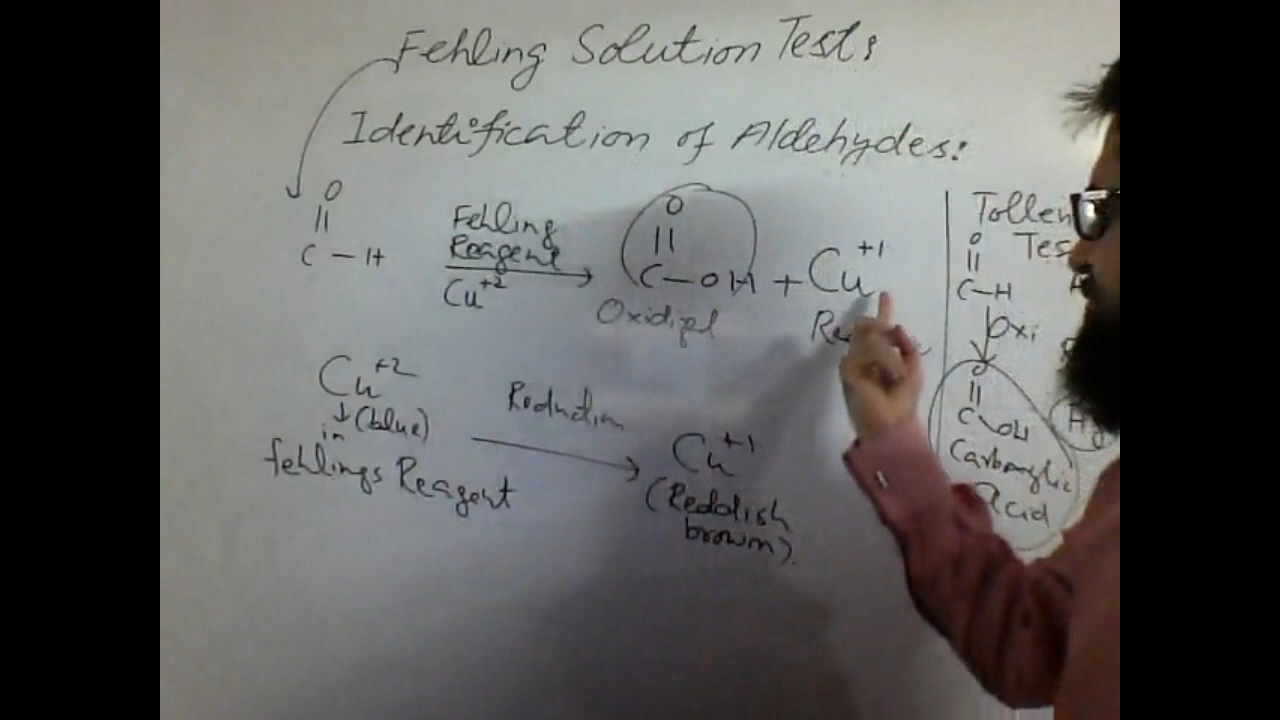 Fehling Solution Test:
Identification of Aldehydes:
O
||
C - H
Fehling
Reagent
Cu+2
O
||
C - OH + Cu+1
Oxidized
Cu+2
↓ (blue)
in
fehlings Reagent
Reduction
Cu+1
(Reddish
brown).
Tollen
Test
O
||
C-H
Oxi
O
||
C OH
Carboxylic
Acid